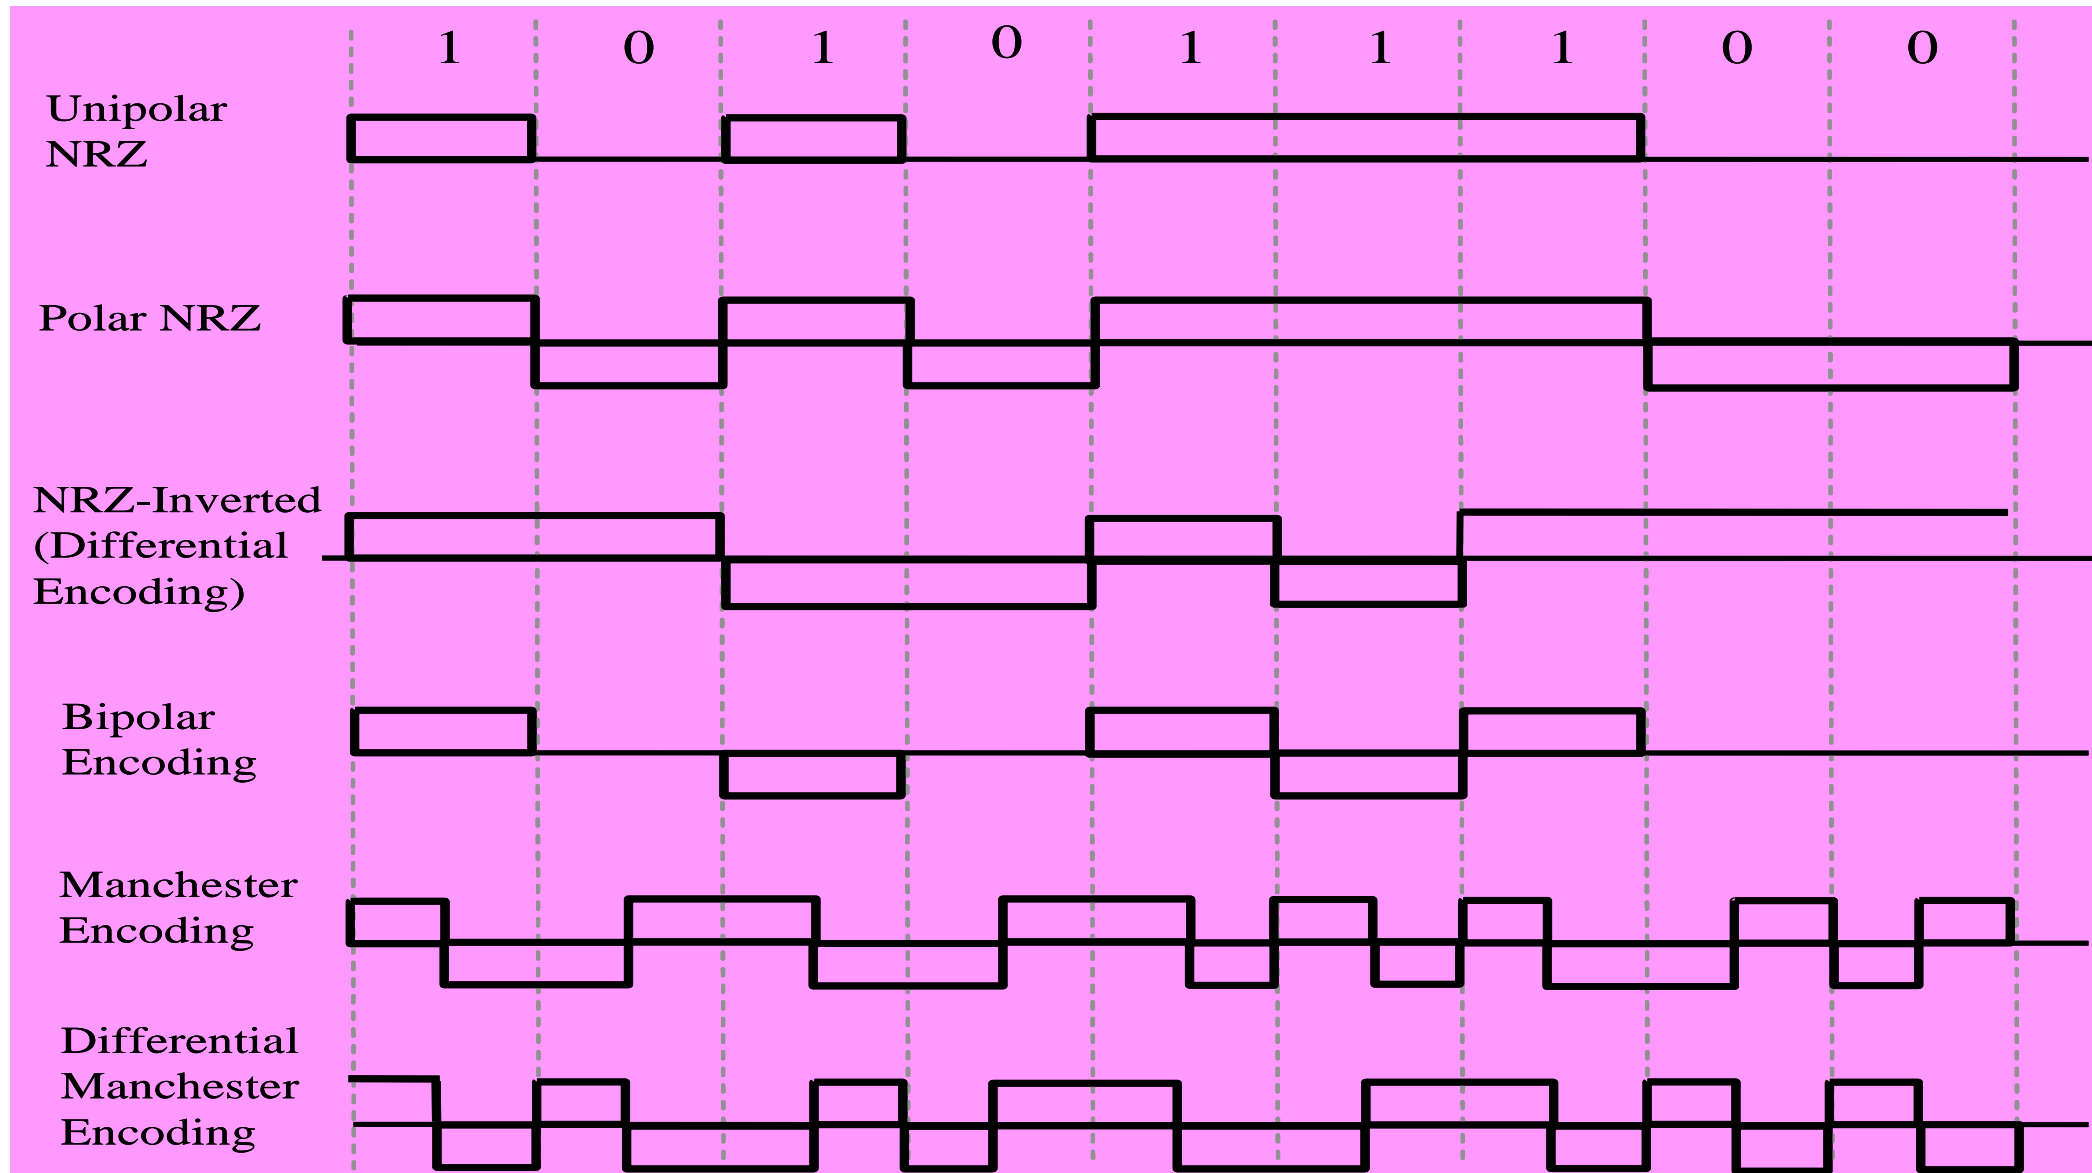 1 0 1 0 1 1 1 0 0
Unipolar
NRZ
Polar NRZ
NRZ-Inverted
(Differential
Encoding)
Bipolar
Encoding
Manchester
Encoding
Differential
Manchester
Encoding